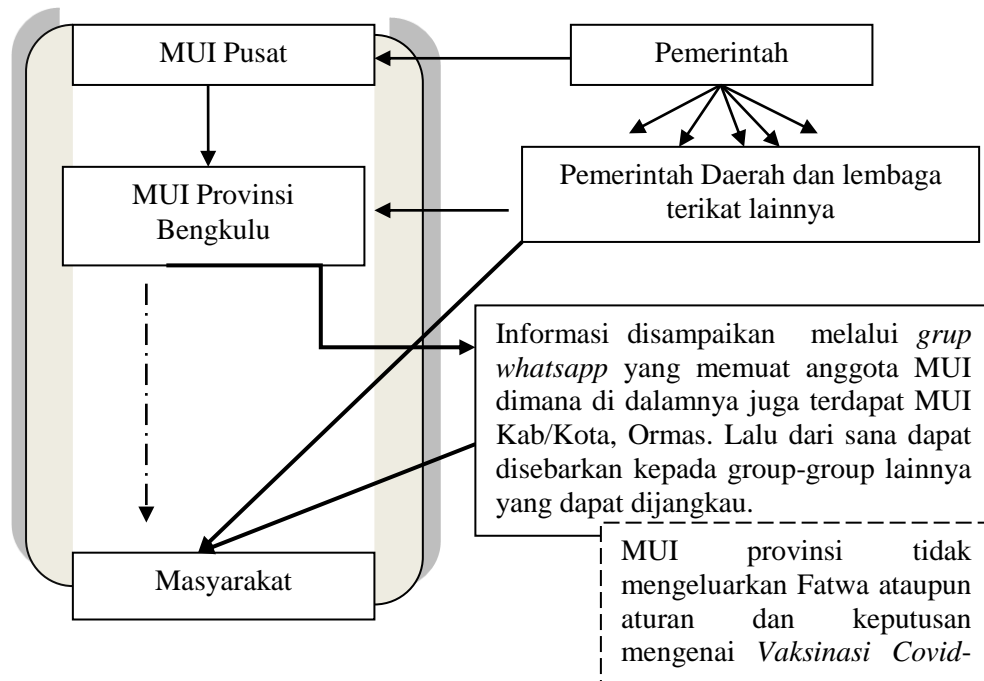 MUI Pusat
Pemerintah
MUI Provinsi
Bengkulu
Pemerintah Daerah dan lembaga
terikat lainnya
Informasi disampaikan melalui grup
whatsapp yang memuat anggota MUI
dimana di dalamnya juga terdapat MUI
Kab/Kota, Ormas. Lalu dari sana dapat
disebarkan kepada group-group lainnya
yang dapat dijangkau.
Masyarakat
MUI provinsi tidak
mengeluarkan Fatwa ataupun
aturan dan keputusan
mengenai Vaksinasi Covid-